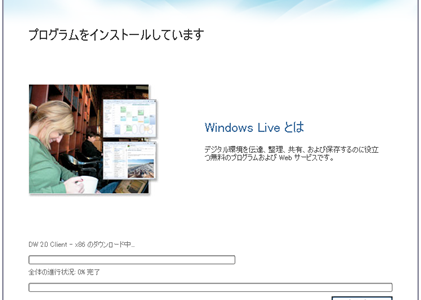 プログラムをインストールしています
Windows Live とは
デジタル環境を伝達、整理、共有、および保存するのに役立
つ無料のプログラムおよび Web サービスです。
DW 2.0 Client - x86 のダウンロード中...
全体の進行状況: 0% 完了